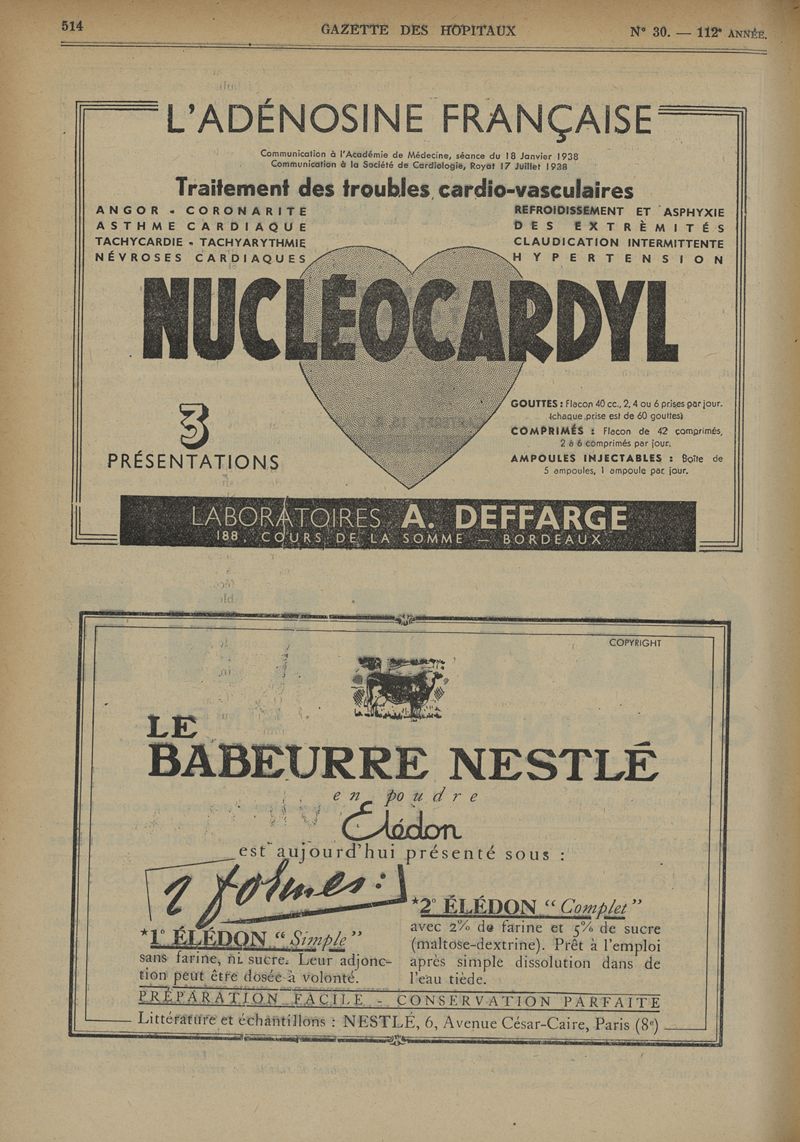 514
GAZETTE DES HOPITAUX
N° 30. — 112e ANNÉE.
L'ADÉNOSINE FRANÇAISE
Communication à l'Académie de Médecine, séance du 18 Janvier 1938
Communication à la Société de Cardiologie, Royat 17 Juillet 1938
Traitement des troubles cardio-vasculaires
ANGOR - CORONARITE
ASTHME CARDIAQUE
TACHYCARDIE - TACHYARYTHMIE
NÉVROSES CARDIAQUES
REFROIDISSEMENT ET ASPHYXIE
DES EXTRÈMITÉS
CLAUDICATION INTERMITTENTE
HYPERTENSION
NUCLÉOCARDYL
3
PRÉSENTATIONS
GOUTTES : Flacon 40 cc., 2, 4 ou 6 prises par jour.
(chaque prise est de 60 gouttes)
COMPRIMÉS : Flacon de 42 comprimés,
2 à 6 comprimés par jour.
AMPOULES INJECTABLES : Boîte de
5 ampoules, 1 ampoule par jour.
LABORATOIRES A. DEFFARGE
188, COURS DE LA SOMME — BORDEAUX
COPYRIGHT
LE
BABEURRE NESTLÉ
en poudre
Élédon
est aujourd'hui présenté sous :
2 formes :
*1° ÉLÉDON “Simple”
sans farine, ni sucre. Leur adjonc-
tion peut être dosée à volonté.
*2° ÉLÉDON “Complet”
avec 2% de farine et 5% de sucre
(maltose-dextrine). Prêt à l'emploi
après simple dissolution dans de
l'eau tiède.
PRÉPARATION FACILE - CONSERVATION PARFAITE
Littérature et échantillons : NESTLÉ, 6, Avenue César-Caire, Paris (8e)